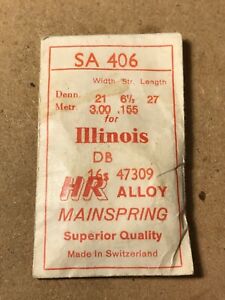 SA 406
Width Str. Length
Denn. 21 6½ 27
Metr. 3.00 .155
for
Illinois
DB
16s 47309
HR ALLOY
MAINSPRING
Superior Quality
Made in Switzerland